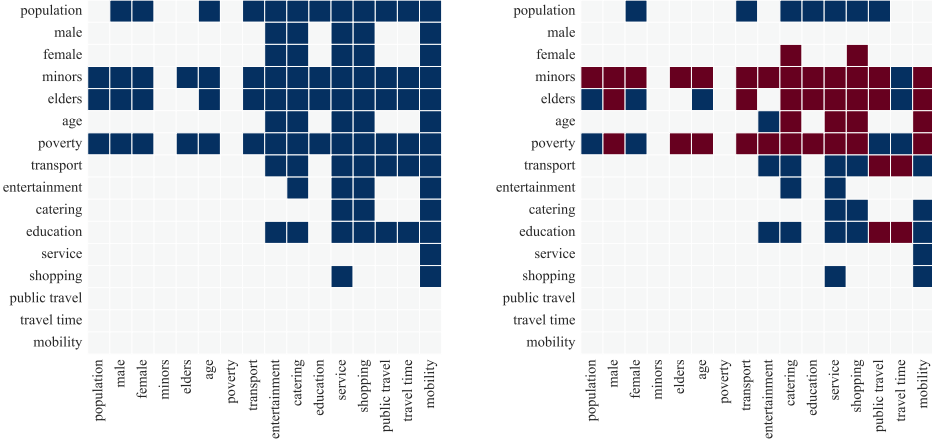 population
male
female
minors
elders
age
poverty
transport
entertainment
catering
education
service
shopping
public travel
travel time
mobility
population
male
female
minors
elders
age
poverty
transport
entertainment
catering
education
service
shopping
public travel
travel time
mobility
population
male
female
minors
elders
age
poverty
transport
entertainment
catering
education
service
shopping
public travel
travel time
mobility
population
male
female
minors
elders
age
poverty
transport
entertainment
catering
education
service
shopping
public travel
travel time
mobility